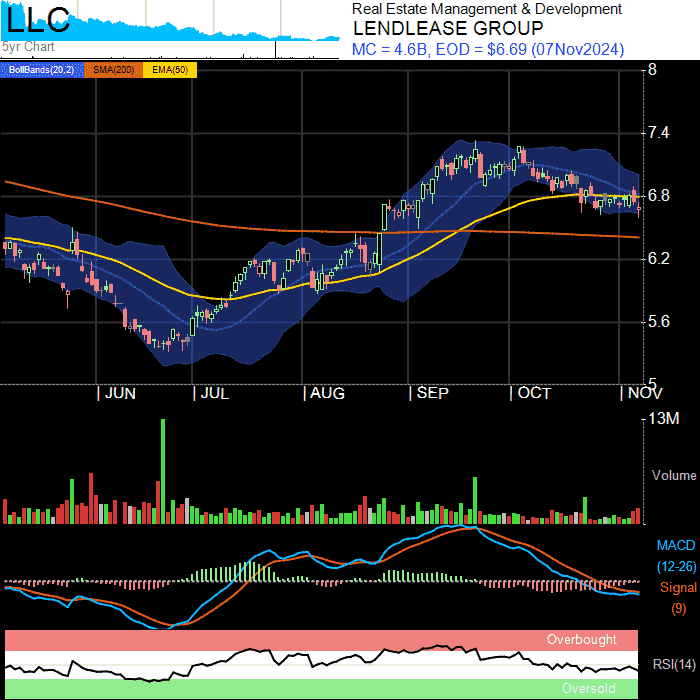 LLC
5yr Chart
Real Estate Management & Development
LENDLEASE GROUP
MC = 4.6B, EOD = $6.69 (07Nov2024)
BollBands(20,2) SMA(200) EMA(50)
8
7.4
6.8
6.2
5.6
5
JUN JUL AUG SEP OCT NOV
13M
Volume
MACD
(12-26)
Signal
(9)
Overbought
RSI(14)
Oversold